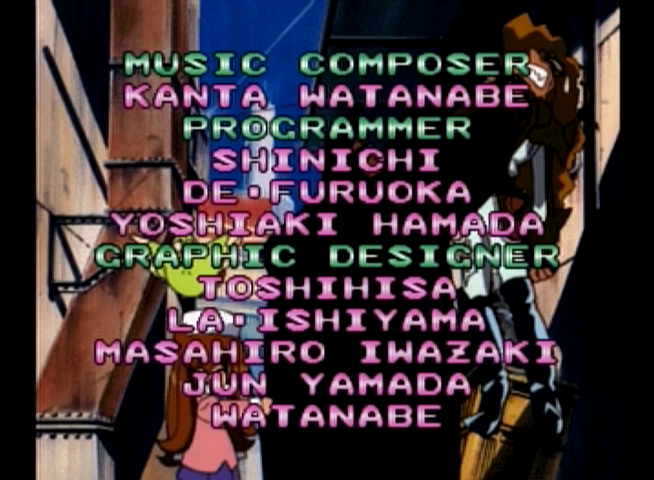 MUSIC COMPOSER
KANTA WATANABE
PROGRAMMER
SHINICHI
DE·FURUOKA
YOSHIAKI HAMADA
GRAPHIC DESIGNER
TOSHIHISA
LA·ISHIYAMA
MASAHIRO IWAZAKI
JUN YAMADA
WATANABE